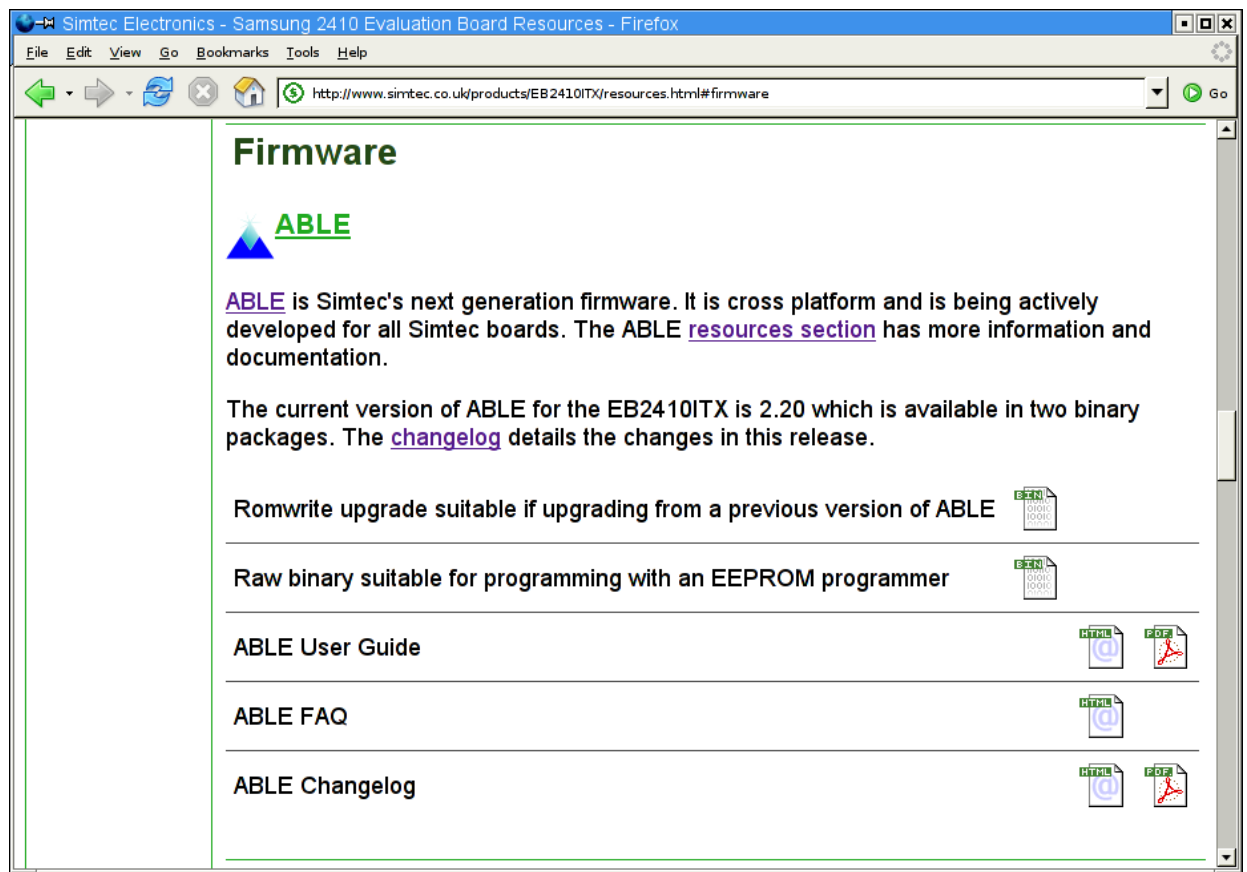 Simtec Electronics - Samsung 2410 Evaluation Board Resources - Firefox
File Edit View Go Bookmarks Tools Help
http://www.simtec.co.uk/products/EB2410ITX/resources.html#firmware Go
Firmware
ABLE
ABLE is Simtec's next generation firmware. It is cross platform and is being actively
developed for all Simtec boards. The ABLE resources section has more information and
documentation.
The current version of ABLE for the EB2410ITX is 2.20 which is available in two binary
packages. The changelog details the changes in this release.
Romwrite upgrade suitable if upgrading from a previous version of ABLE BIN
Raw binary suitable for programming with an EEPROM programmer BIN
ABLE User Guide HTML PDF
ABLE FAQ HTML
ABLE Changelog HTML PDF